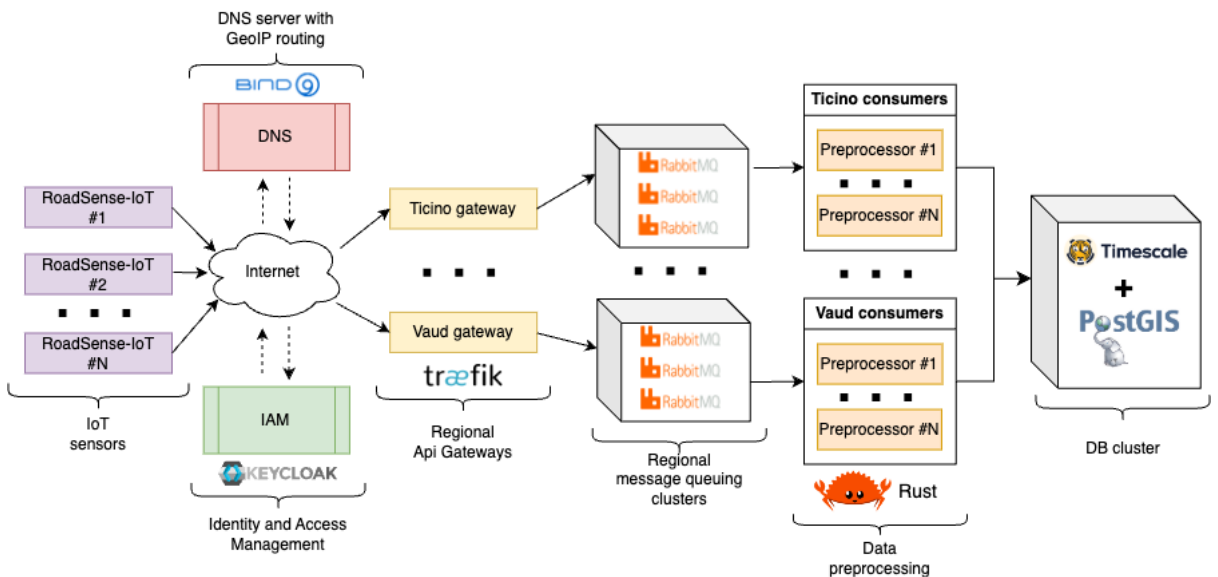 DNS server with
GeoIP routing
BIND 9
DNS
RoadSense-IoT
#1
RoadSense-IoT
#2
RoadSense-IoT
#N
IoT
sensors
Internet
IAM
KEYCLOAK
Identity and Access
Management
Ticino gateway
Vaud gateway
træfik
Regional
Api Gateways
RabbitMQ
RabbitMQ
RabbitMQ
RabbitMQ
RabbitMQ
RabbitMQ
Regional
message queuing
clusters
Ticino consumers
Preprocessor #1
Preprocessor #N
Vaud consumers
Preprocessor #1
Preprocessor #N
Rust
Data
preprocessing
Timescale
+
PostGIS
DB cluster